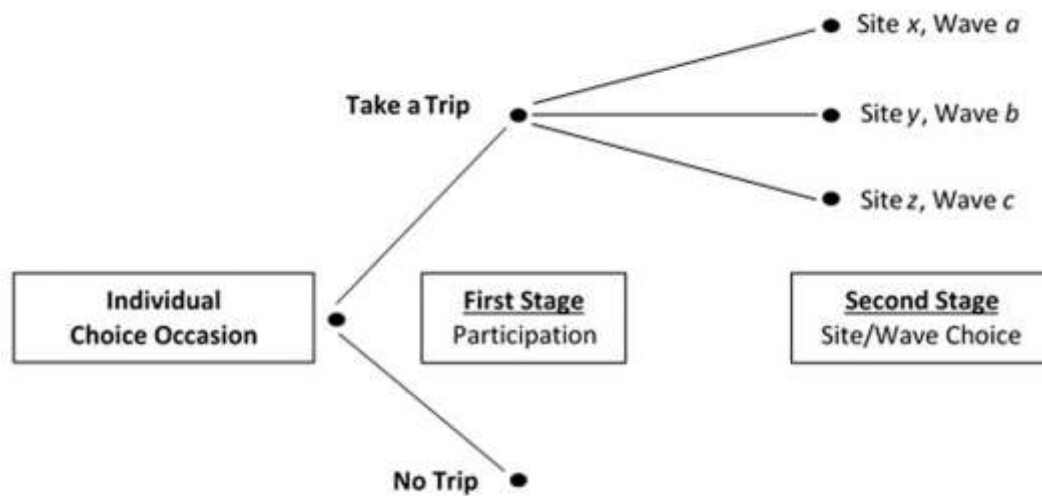 Site x, Wave a
Take a Trip
Site y, Wave b
Site z, Wave c
Individual
Choice Occasion
First Stage
Participation
Second Stage
Site/Wave Choice
No Trip